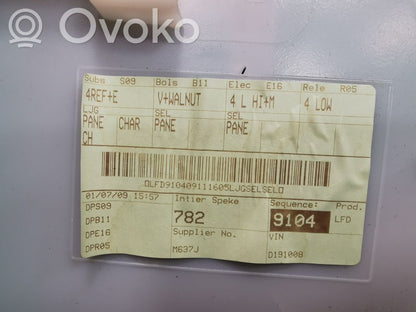 Ovoko
Subs S09 Bols B11 Elec E16 Rele R05
4REF+E V+WALNUT 4 L HI+M 4 LOW
LJG SEL SEL
PANE CHAR PANE PANE
CH
0LFD910409111605LJGSELSEL0
01/07/09 15:57 Intier Speke Sequence: Prod.
DPS09 782 9104 LFD
DPB11
DPE16 Supplier No. VIN
DPR05 M637J D191008